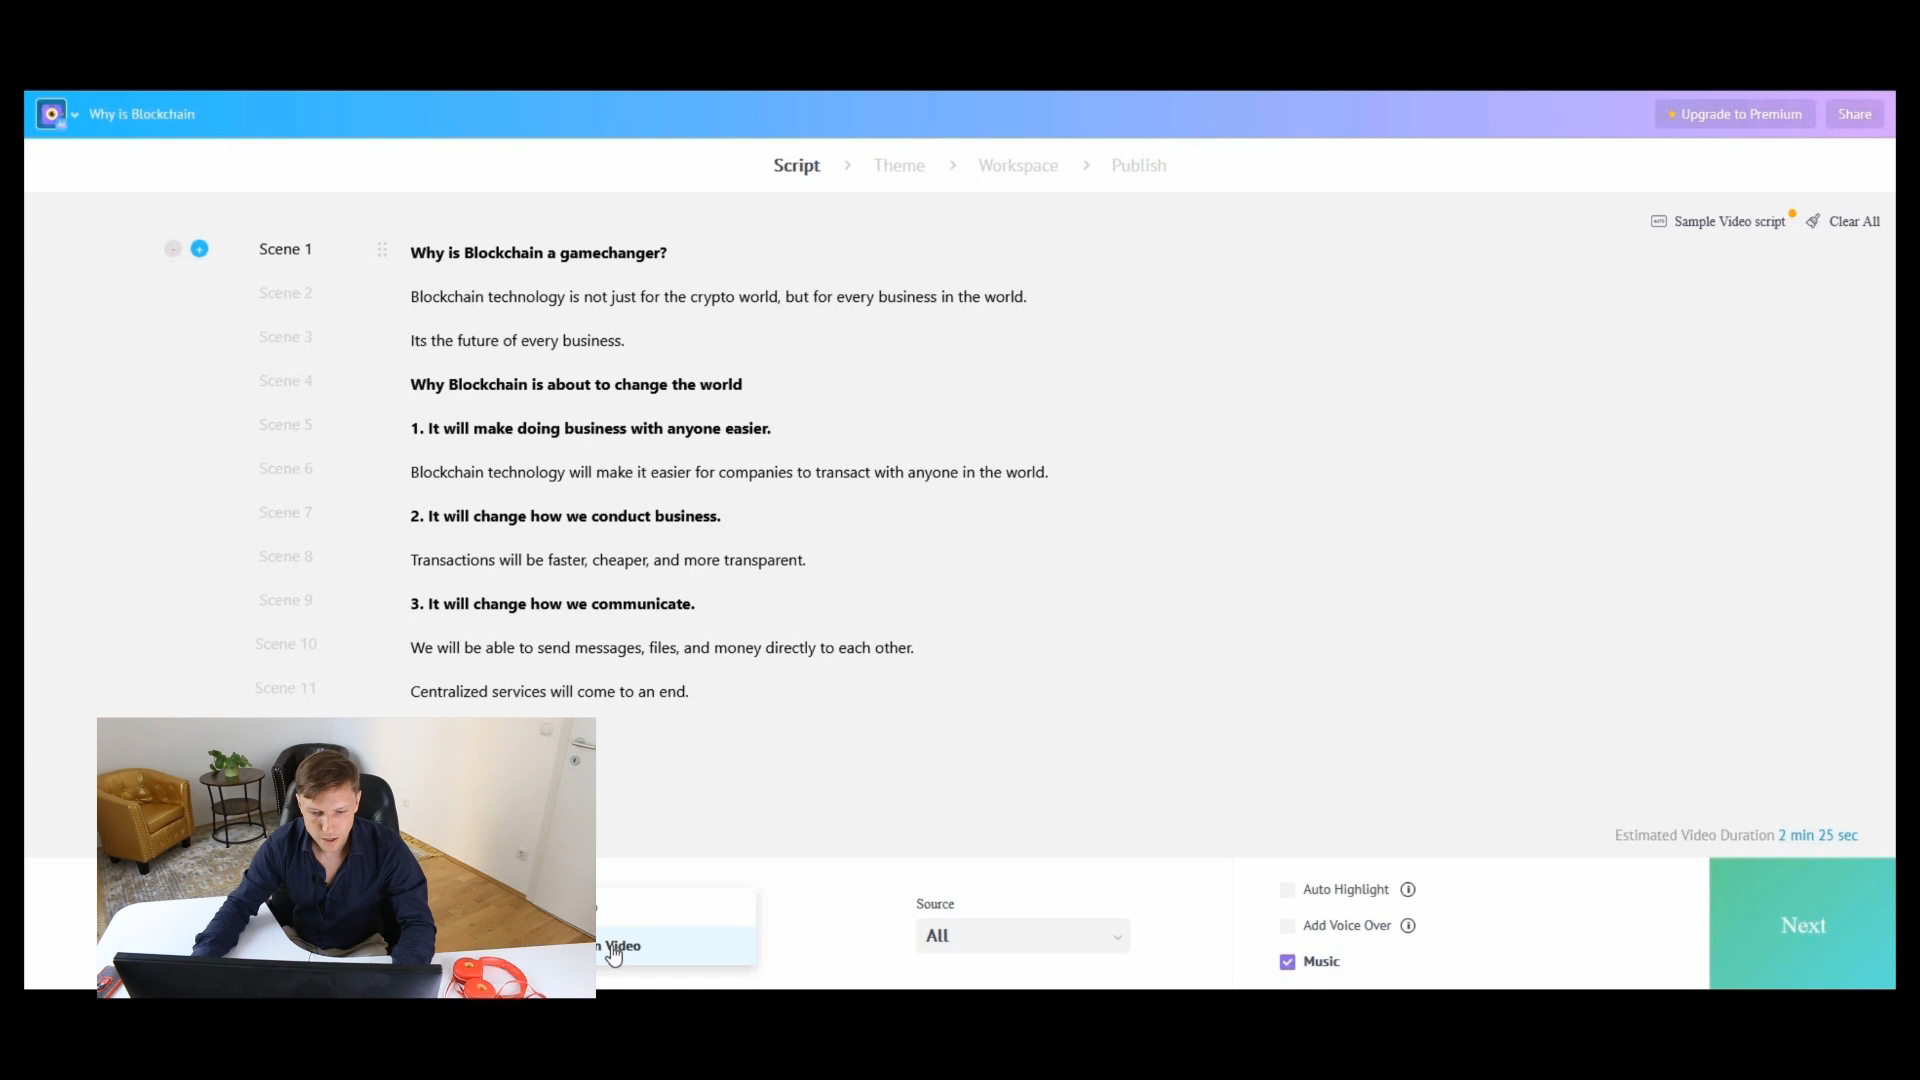 Why is Blockchain
Upgrade to Premium
Share
Script > Theme > Workspace > Publish
Sample Video script
Clear All
Scene 1 Why is Blockchain a gamechanger?
Scene 2 Blockchain technology is not just for the crypto world, but for every business in the world.
Scene 3 Its the future of every business.
Scene 4 Why Blockchain is about to change the world
Scene 5 1. It will make doing business with anyone easier.
Scene 6 Blockchain technology will make it easier for companies to transact with anyone in the world.
Scene 7 2. It will change how we conduct business.
Scene 8 Transactions will be faster, cheaper, and more transparent.
Scene 9 3. It will change how we communicate.
Scene 10 We will be able to send messages, files, and money directly to each other.
Scene 11 Centralized services will come to an end.
Estimated Video Duration 2 min 25 sec
Video
Source
All
Auto Highlight
Add Voice Over
Music
Next